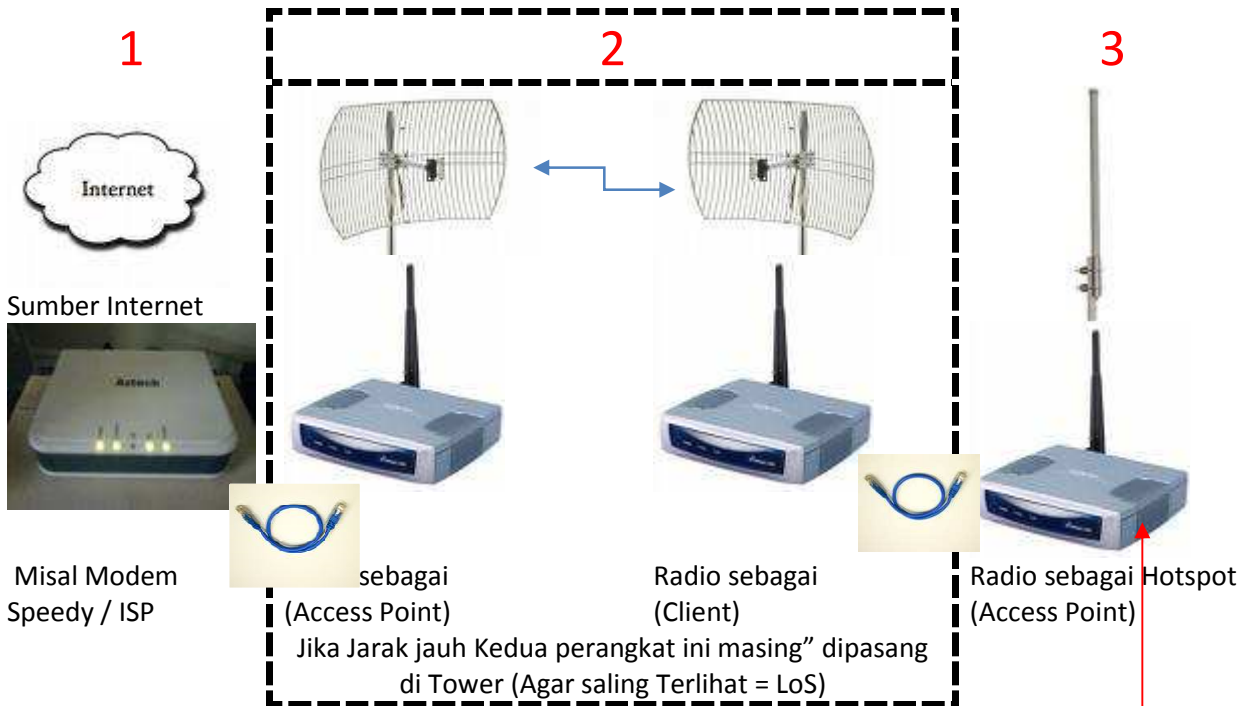 1
2
3
Internet
Sumber Internet
Aztech
Misal Modem
Speedy / ISP
sebagai
(Access Point)
Radio sebagai
(Client)
Radio sebagai Hotspot
(Access Point)
Jika Jarak jauh Kedua perangkat ini masing” dipasang
di Tower (Agar saling Terlihat = LoS)